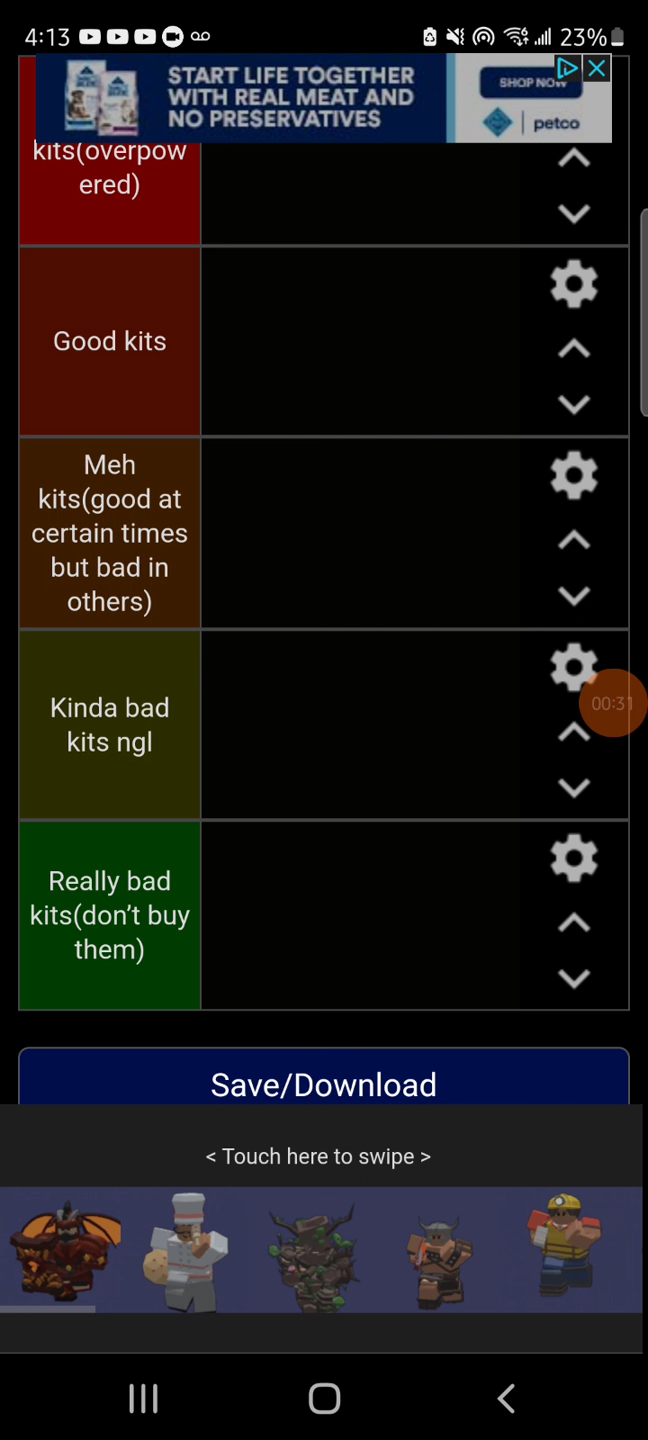 4:13
23%
START LIFE TOGETHER
WITH REAL MEAT AND
NO PRESERVATIVES
SHOP NOW
petco
kits(overpow
ered)
Good kits
Meh
kits(good at
certain times
but bad in
others)
Kinda bad
kits ngl
00:31
Really bad
kits(don’t buy
them)
Save/Download
< Touch here to swipe >